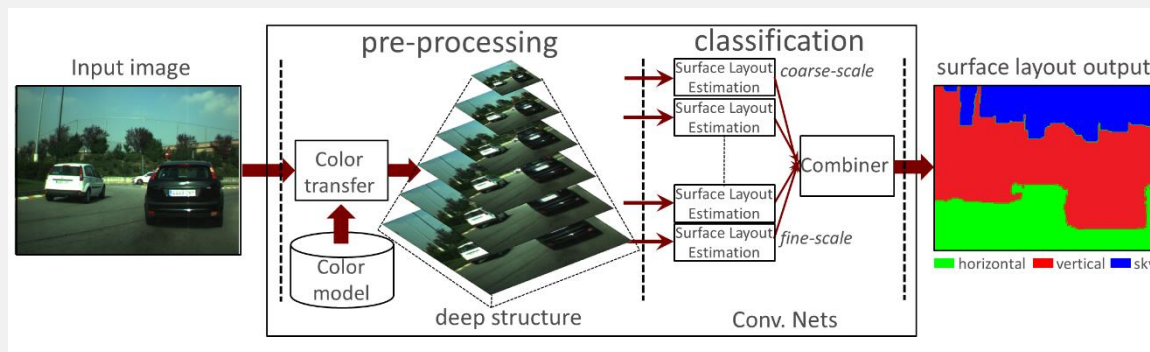 pre-processing
classification
Input image
surface layout output
Color
transfer
Color
model
deep structure
Surface Layout
Estimation
coarse-scale
Surface Layout
Estimation
Surface Layout
Estimation
Surface Layout
Estimation
fine-scale
Combiner
Conv. Nets
horizontal
vertical
sky